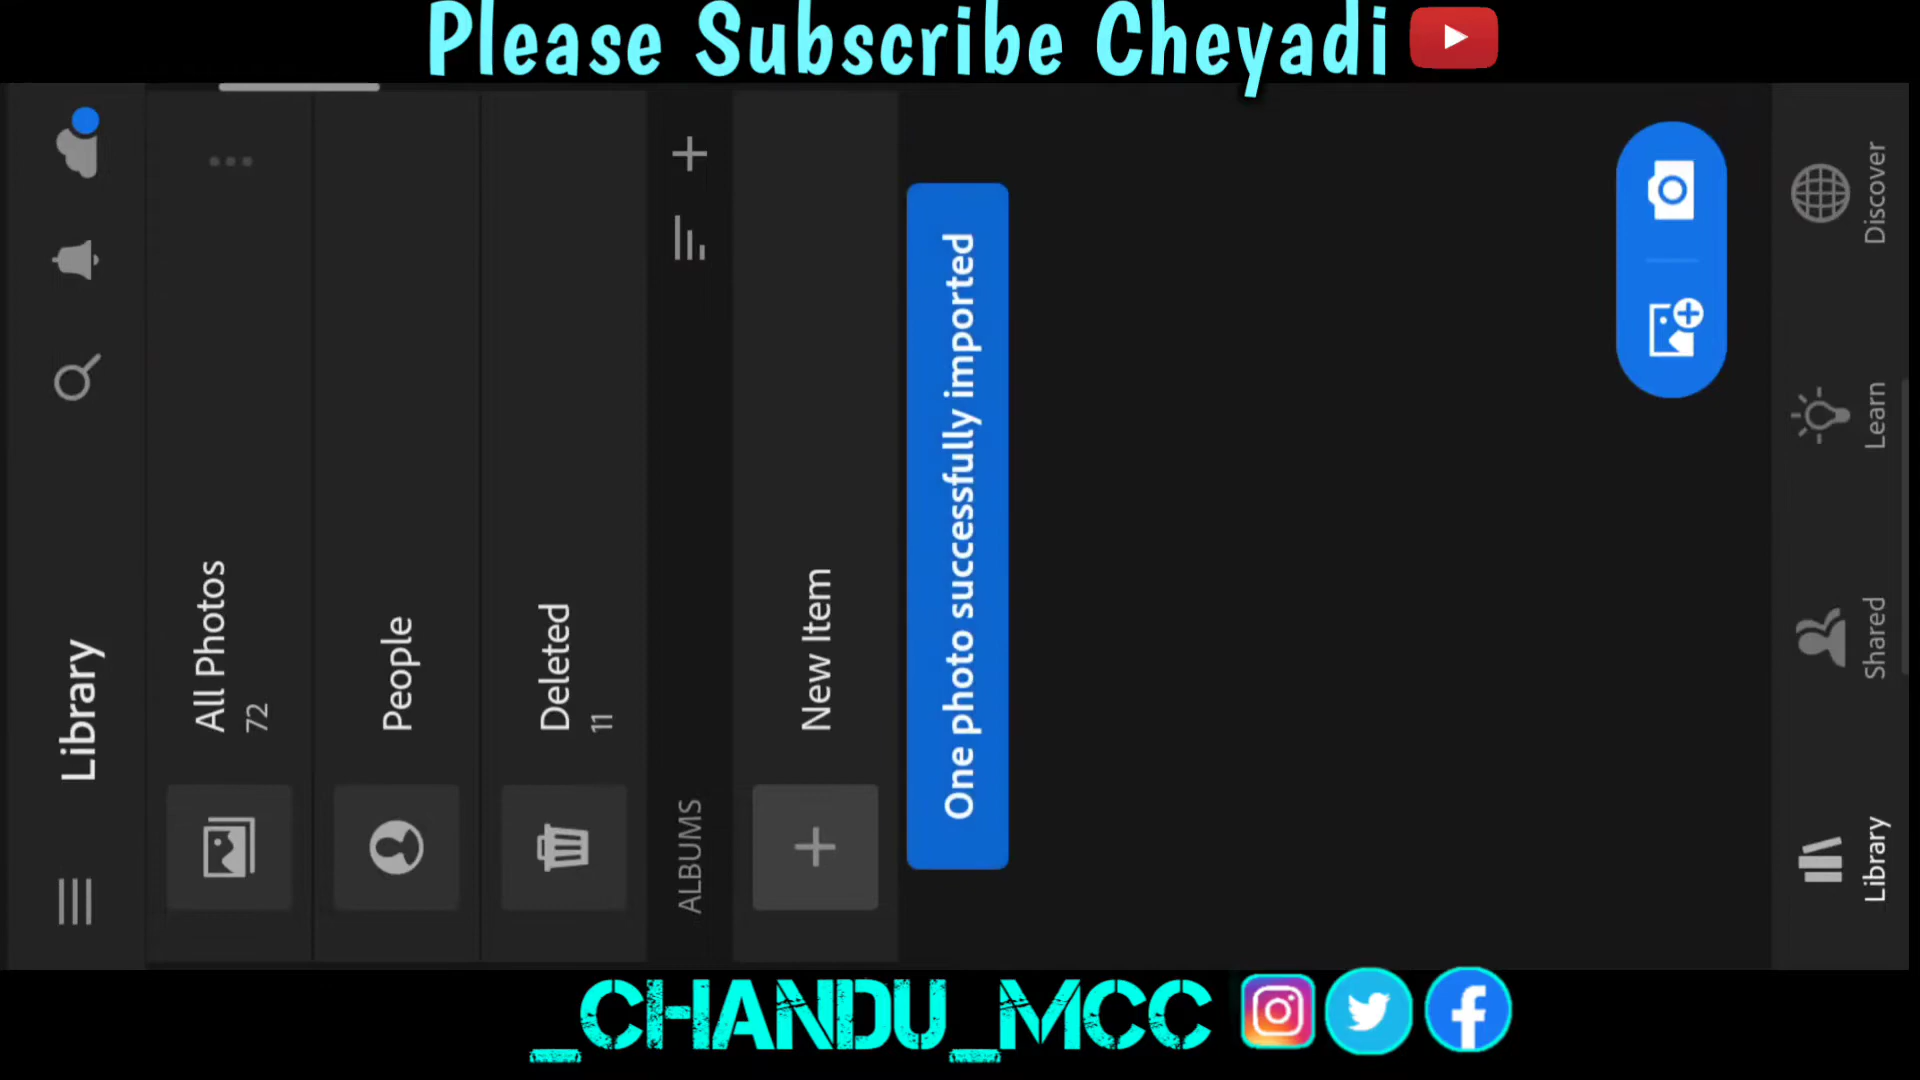 Please Subscribe Cheyadi
Library
All Photos
72
People
Deleted
11
ALBUMS
New Item
One photo successfully imported
Library
Shared
Learn
Discover
_CHANDU_MCC